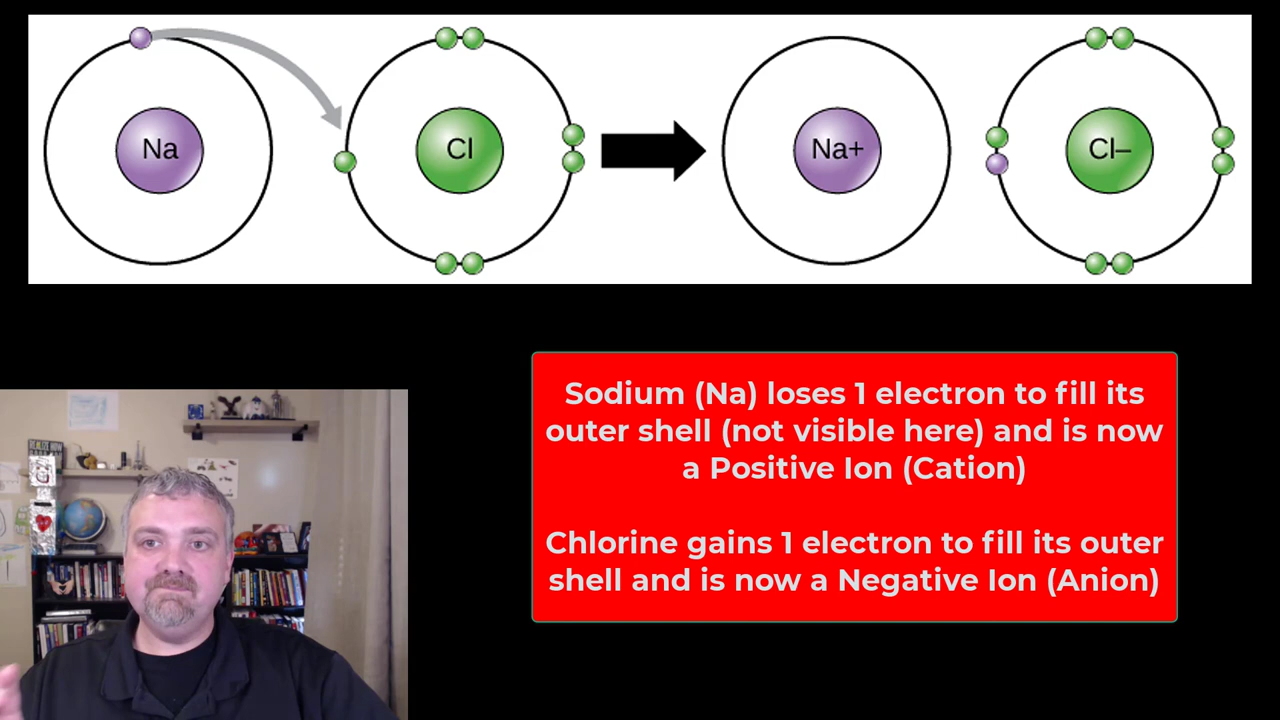 Na
Cl
Na+
Cl–
Sodium (Na) loses 1 electron to fill its
outer shell (not visible here) and is now
a Positive Ion (Cation)
Chlorine gains 1 electron to fill its outer
shell and is now a Negative Ion (Anion)